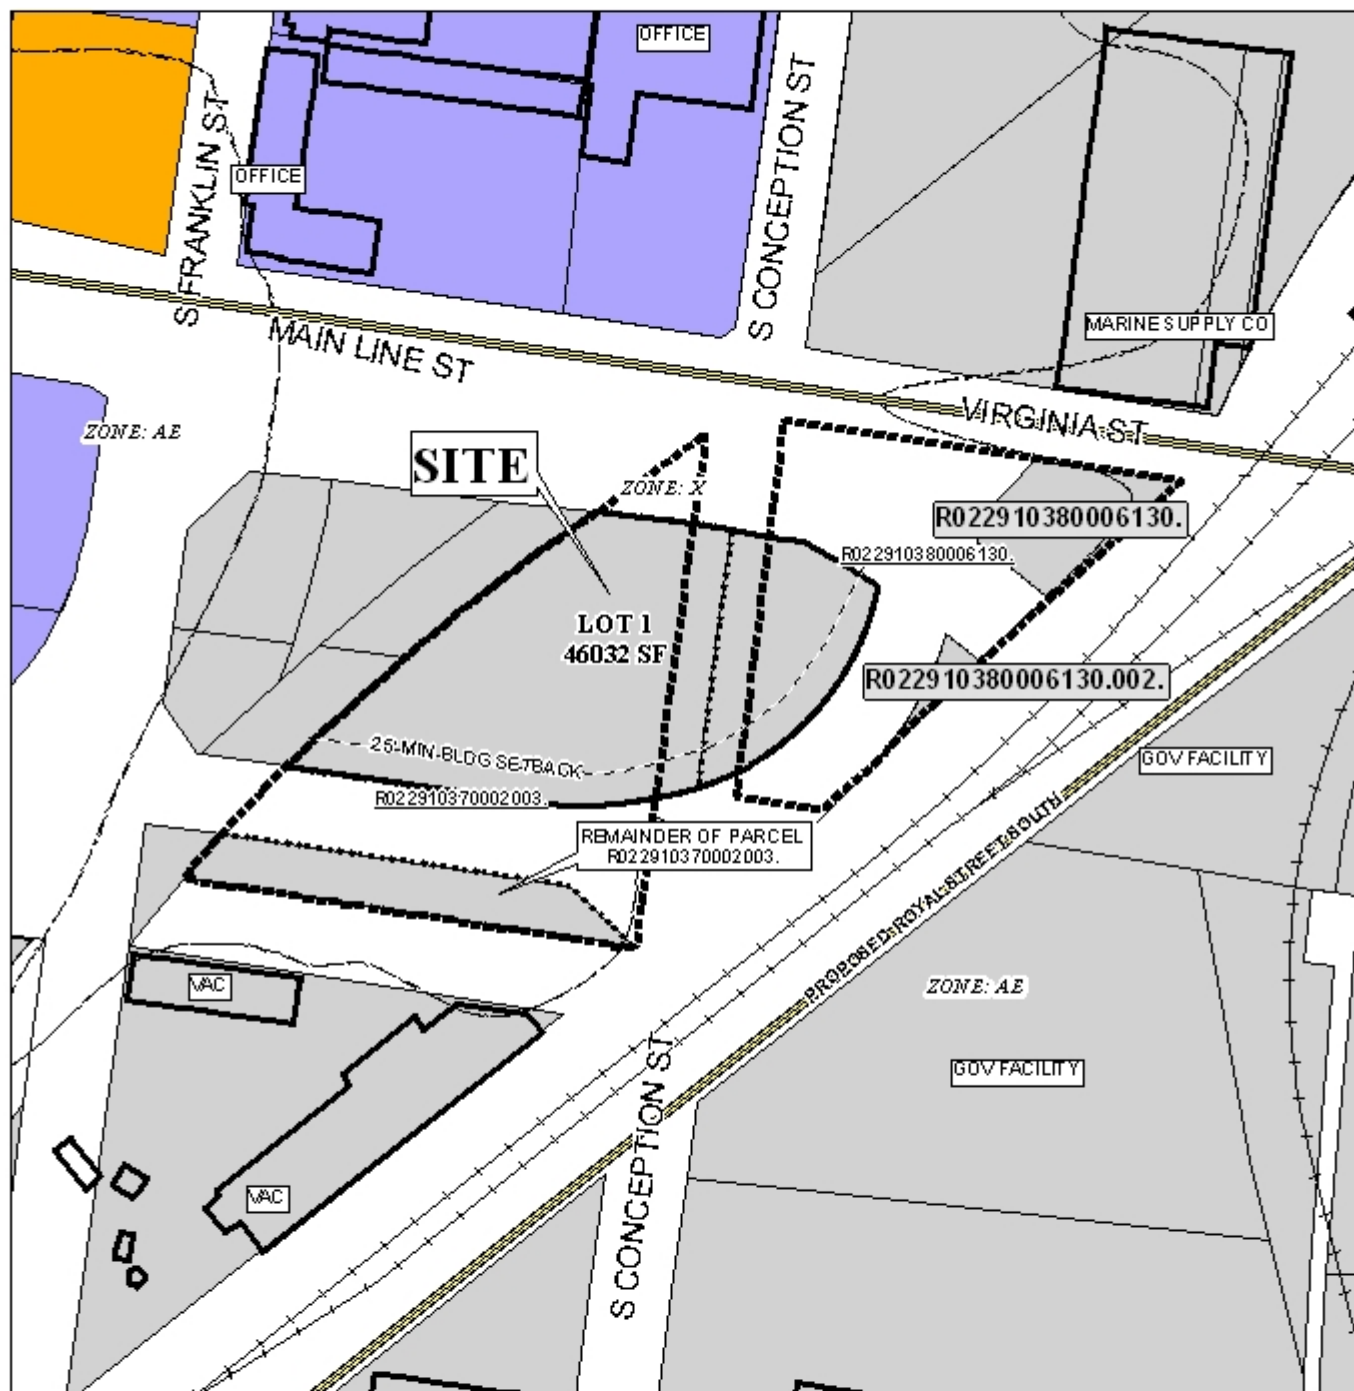 OFFICE
S FRANKLIN ST
OFFICE
S CONCEPTION ST
MARINE SUPPLY CO
MAIN LINE ST
VIRGINIA ST
ZONE: AE
SITE
ZONE: X
R022910380006130.
R022910380006130.
LOT 1
46032 SF
R022910380006130.002.
25' MIN BLDG SETBACK
R022910370002003.
GOV FACILITY
REMAINDER OF PARCEL
R022910370002003.
PROPOSED ROYAL STREET SOUTH
VAC
ZONE: AE
GOV FACILITY
VAC
S CONCEPTION ST